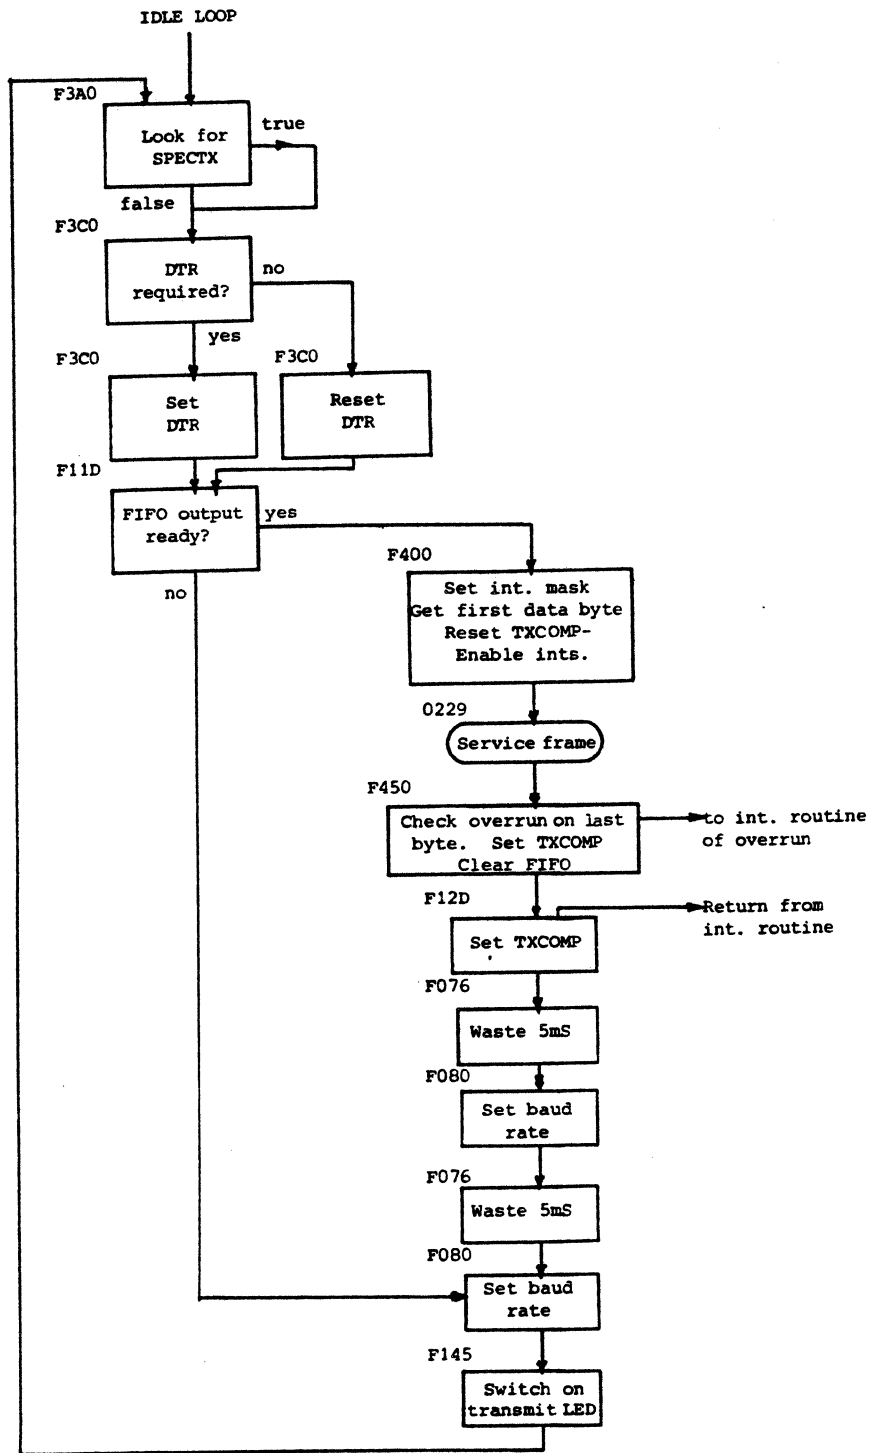 IDLE LOOP
F3A0
Look for
SPECTX
true
false
F3C0
DTR
required?
no
yes
F3C0
F3C0
Set
DTR
Reset
DTR
F11D
FIFO output
ready?
yes
no
F400
Set int. mask
Get first data byte
Reset TXCOMP-
Enable ints.
0229
Service frame
F450
Check overrun on last
byte. Set TXCOMP
Clear FIFO
to int. routine
of overrun
F12D
Set TXCOMP
Return from
int. routine
F076
Waste 5mS
F080
Set baud
rate
F076
Waste 5mS
F080
Set baud
rate
F145
Switch on
transmit LED